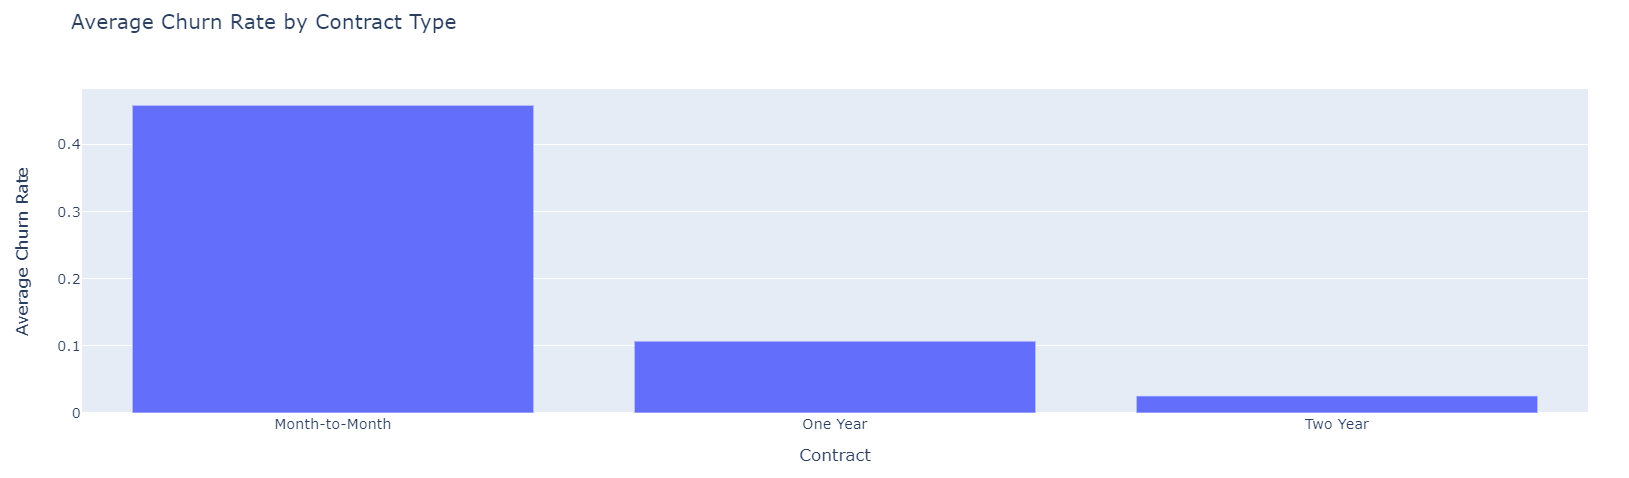 Average Churn Rate by Contract Type
Average Churn Rate
0.4
0.3
0.2
0.1
0
Month-to-Month
One Year
Two Year
Contract